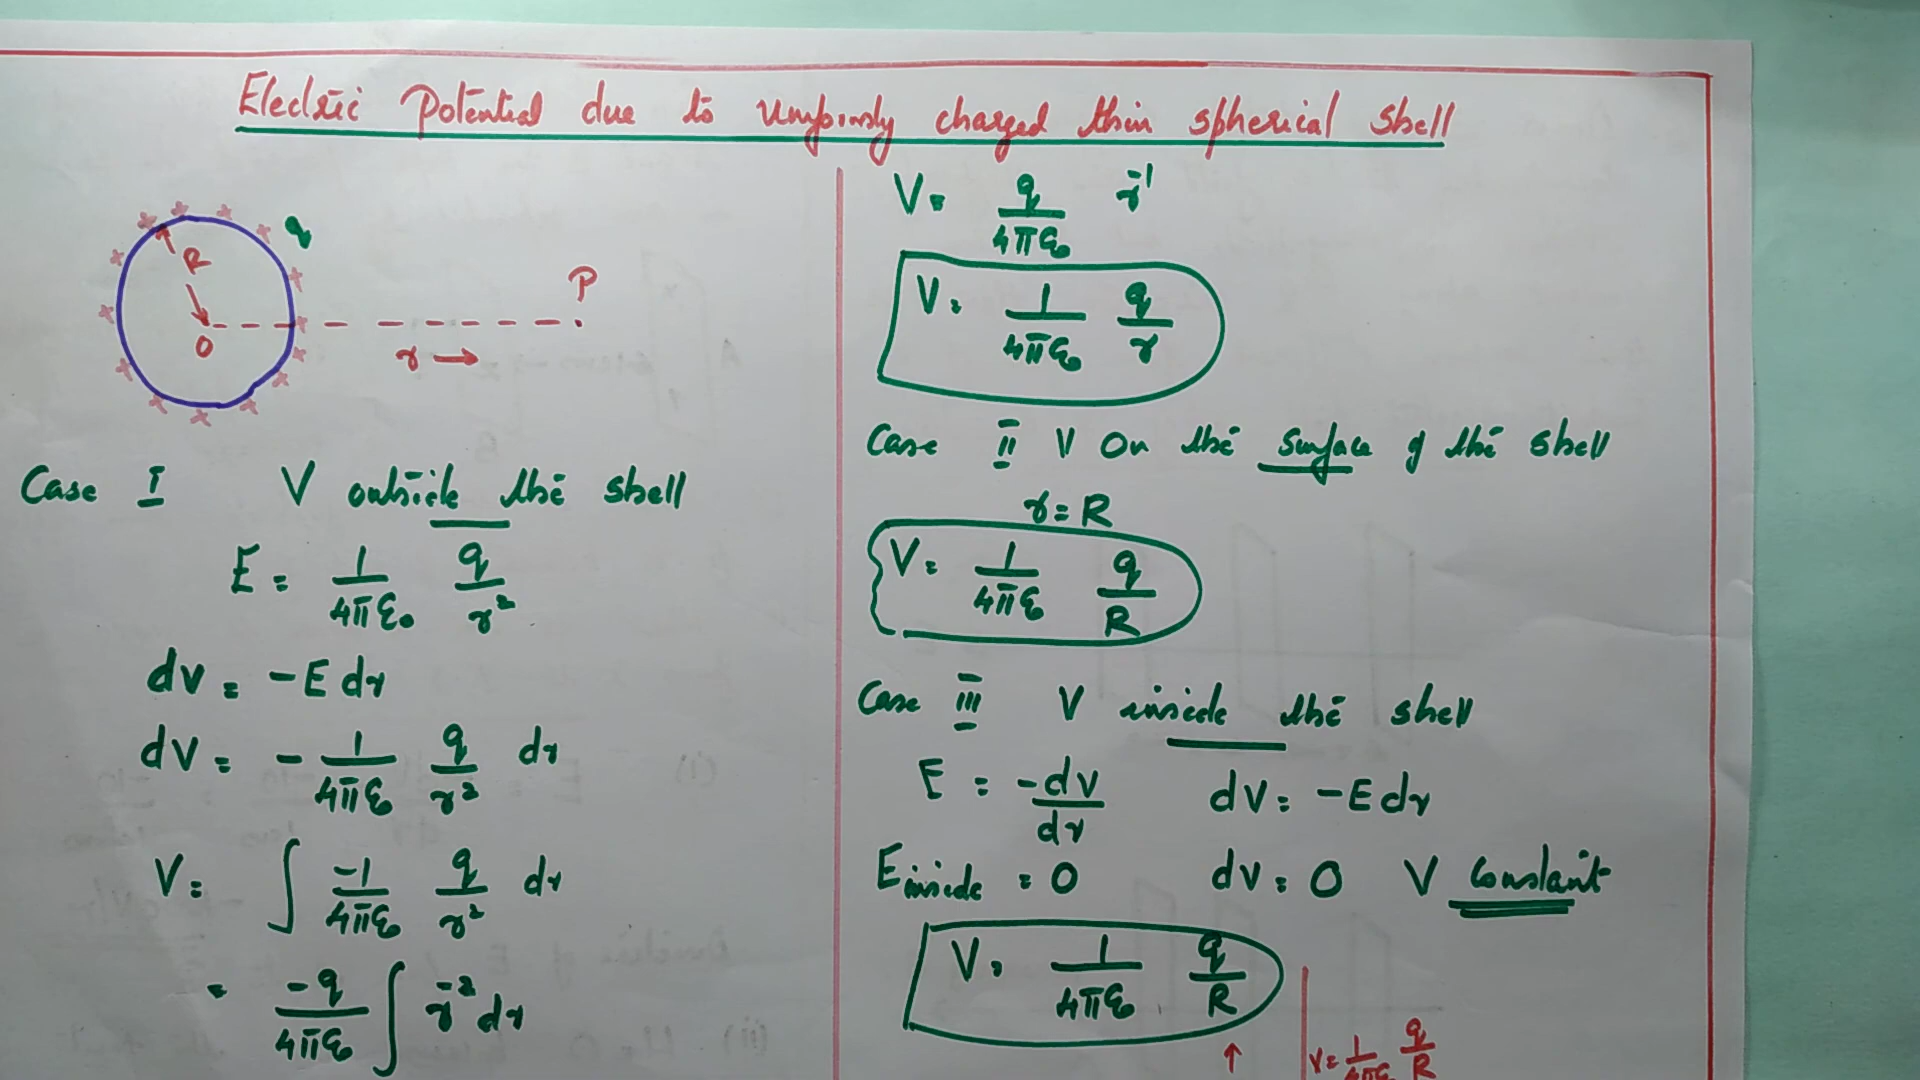 Electric Potential due to Uniformly charged thin spherical shell
q
R
P
O
r →
Case I V outside the shell
E = 1/4πε₀ q/r²
dv = -E dr
dV = - 1/4πε₀ q/r² dr
V = ∫ -1/4πε₀ q/r² dr
= -q/4πε₀ ∫ r⁻² dr
V = q/4πε₀ r⁻¹
V = 1/4πε₀ q/r
Case II V On the surface of the shell
r = R
V = 1/4πε₀ q/R
Case III V inside the shell
E = -dv/dr dV = -E dr
E inside = 0 dV = 0 V Constant
V = 1/4πε₀ q/R
↑ V = 1/4πε₀ q/R